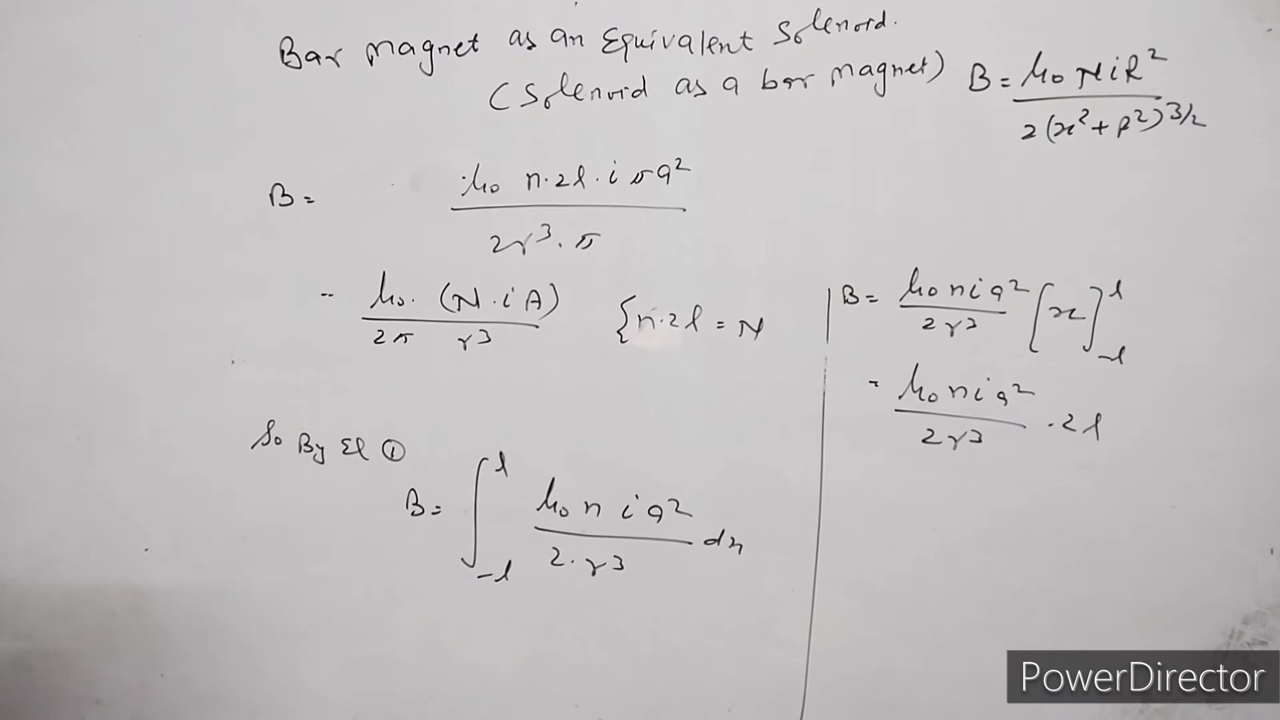 Bar magnet as an Equivalent Solenoid.
(Solenoid as a bar magnet)
B = μ₀ N i R² / 2(x² + R²)^3/2
B = μ₀ n·2l·i π a² / 2r³·π
= μ₀·(N·i A) / 2π r³ {n·2l = N
So By Eq ①
B = ∫_{-l}^{l} μ₀ n i a² / 2·r³ dx
B = μ₀ n i a² / 2r³ [x]_{-l}^{l}
= μ₀ n i a² / 2r³ ·2l
PowerDirector